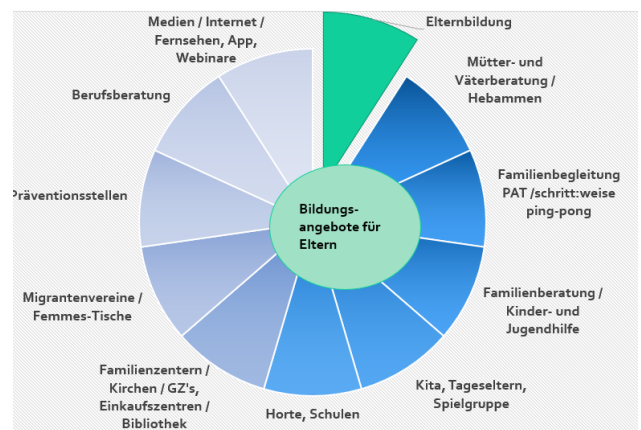 Elternbildung
Mütter- und
Väterberatung /
Hebammen
Familienbegleitung
PAT /schritt:weise
ping-pong
Familienberatung /
Kinder- und
Jugendhilfe
Kita, Tageseltern,
Spielgruppe
Horte, Schulen
Familienzentern /
Kirchen / GZ's,
Einkaufszentren /
Bibliothek
Migrantenvereine /
Femmes-Tische
Präventionsstellen
Berufsberatung
Medien / Internet /
Fernsehen, App,
Webinare
Bildungs-
angebote für
Eltern